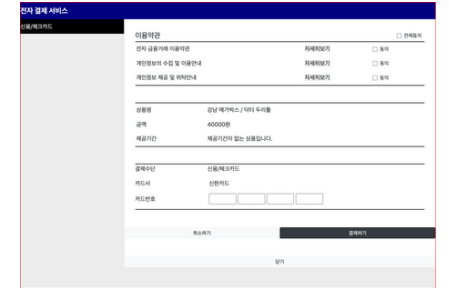 전자 결제 서비스
신용/체크카드
이용약관
전체동의
전자 금융거래 이용약관 자세히보기 동의
개인정보의 수집 및 이용안내 자세히보기 동의
개인정보 제공 및 위탁안내 자세히보기 동의
상품명 강남 메가박스 / 닥터 두리틀
금액 40000원
제공기간 제공기간이 없는 상품입니다.
결제수단 신용/체크카드
카드사 신한카드
카드번호
취소하기 결제하기
닫기